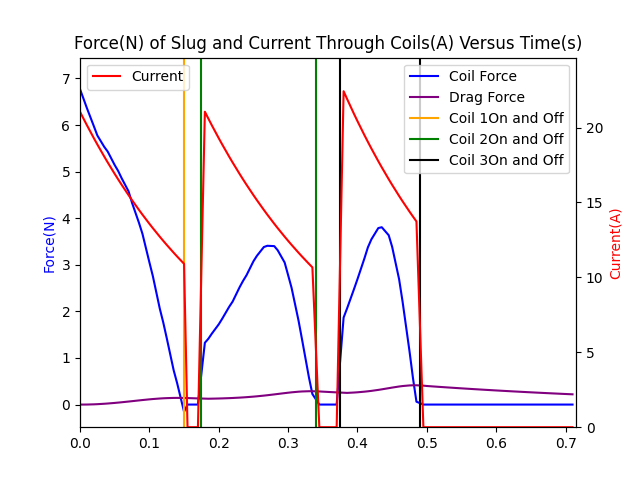 Force(N) of Slug and Current Through Coils(A) Versus Time(s)
Current
Coil Force
Drag Force
Coil 1On and Off
Coil 2On and Off
Coil 3On and Off
Force(N)
7
6
5
4
3
2
1
0
Current(A)
20
15
10
5
0
0.0 0.1 0.2 0.3 0.4 0.5 0.6 0.7